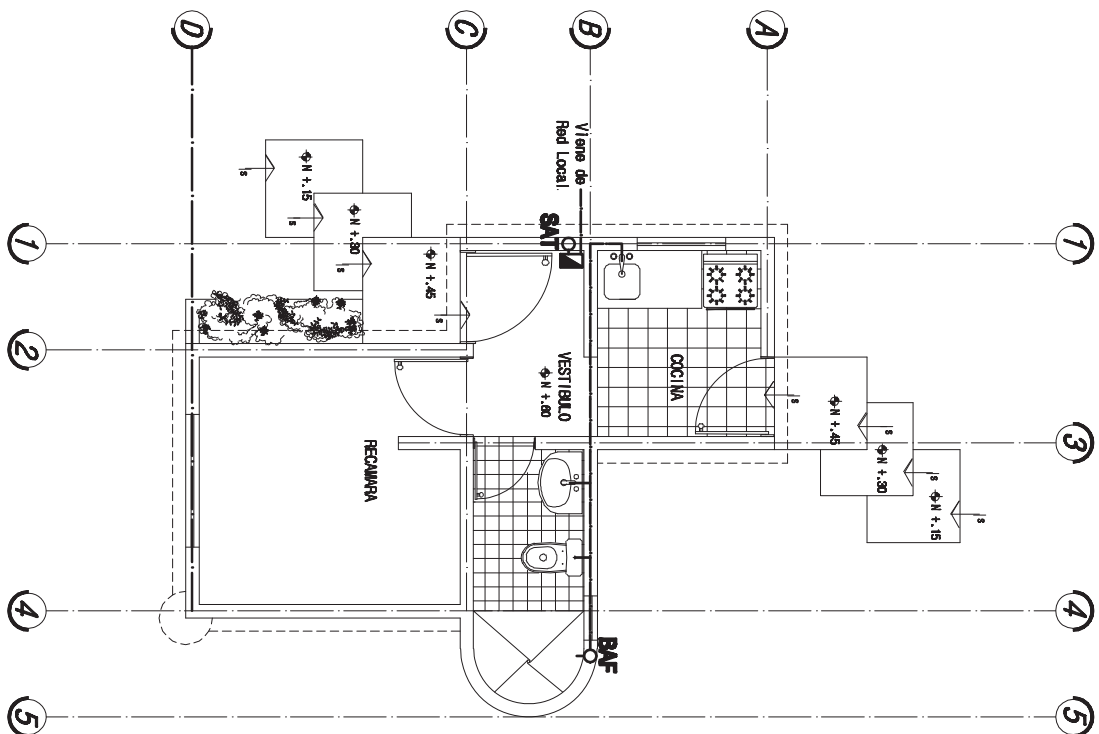 D
C
B
A
Viene de
Red Local
N +.15
s
N +.30
s
N +.45
s
s
SAT
1
1
2
VESTIBULO
N +.60
COCINA
N +.45
s
s
N +.30
s
s
N +.15
s
3
RECAMARA
4
4
BAF
5
5